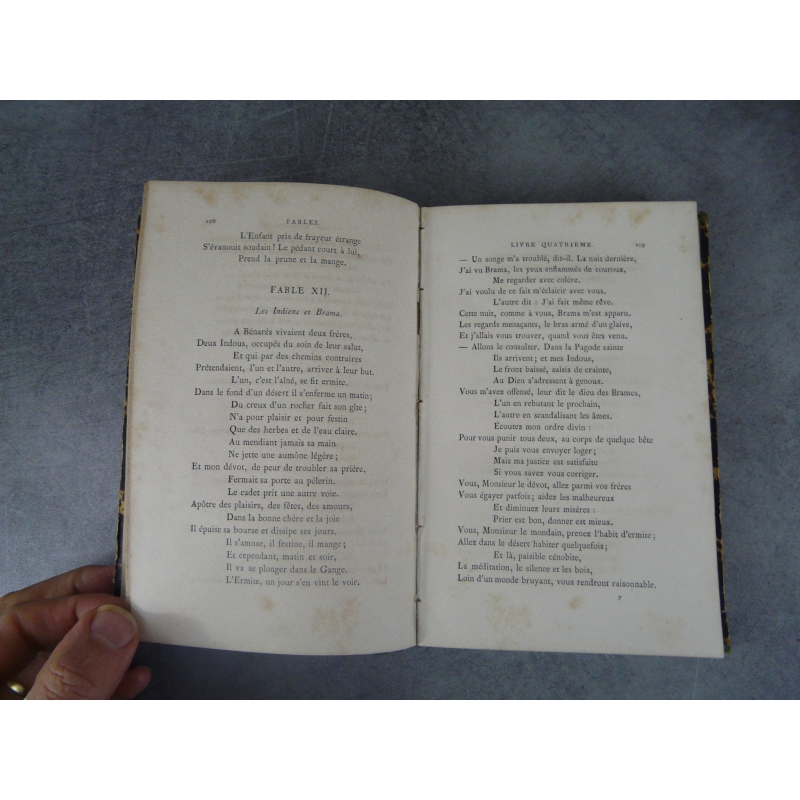 108 FABLES.
L'Enfant pris de frayeur étrange
S'évanouit soudain! Le pédant court à lui,
Prend la prune et la mange.
FABLE XIJ.
Les Indiens et Brama.
A Bénarès vivaient deux frères,
Deux Indous, occupés du soin de leur salut,
Et qui par des chemins contraires
Prétendaient, l'un et l'autre, arriver à leur but.
L'un, c'est l'aîné, se fit ermite.
Dans le fond d'un désert il s'enferme un matin;
Du creux d'un rocher fait son gîte;
N'a pour plaisir et pour festin
Que des herbes et de l'eau claire.
Au mendiant jamais sa main
Ne jette une aumône légère;
Et mon dévot, de peur de troubler sa prière,
Fermait sa porte au pélerin.
Le cadet prit une autre voie.
Apôtre des plaisirs, des fêtes, des amours,
Dans la bonne chère et la joie
Il épuise sa bourse et dissipe ses jours.
Il s'amuse, il festine, il mange;
Et cependant, matin et soir,
Il va se plonger dans le Gange.
L'Ermite, un jour s'en vint le voir.
LIVRE QUATRIÈME. 109
— Un songe m'a troublé, dit-il. La nuit dernière,
J'ai vu Brama, les yeux enflammés de couroux,
Me regarder avec colère.
J'ai voulu de ce fait m'éclaircir avec vous.
L'autre dit : J'ai fait même rêve.
Cette nuit, comme à vous, Brama m'est apparu.
Les regards menaçants, le bras armé d'un glaive,
Et j'allais vous trouver, quand vous êtes venu.
— Allons le consulter. Dans la Pagode sainte
Ils arrivent; et mes Indous,
Le front baissé, saisis de crainte,
Au Dieu s'adressent à genoux.
Vous m'avez offensé, leur dit le dieu des Brames,
L'un en rebutant le prochain,
L'autre en scandalisant les âmes.
Écoutez mon ordre divin :
Pour vous punir tous deux, au corps de quelque bête
Je puis vous envoyer loger;
Mais ma justice est satisfaite
Si vous savez vous corriger.
Vous, Monsieur le dévot, allez parmi vos frères
Vous égayer parfois; aidez les malheureux
Et diminuez leurs misères :
Prier est bon, donner est mieux.
Vous, Monsieur le mondain, prenez l'habit d'ermite;
Allez dans le désert habiter quelquefois;
Et là, paisible cénobite,
La méditation, le silence et les bois,
Loin d'un monde bruyant, vous rendront raisonnable.
7